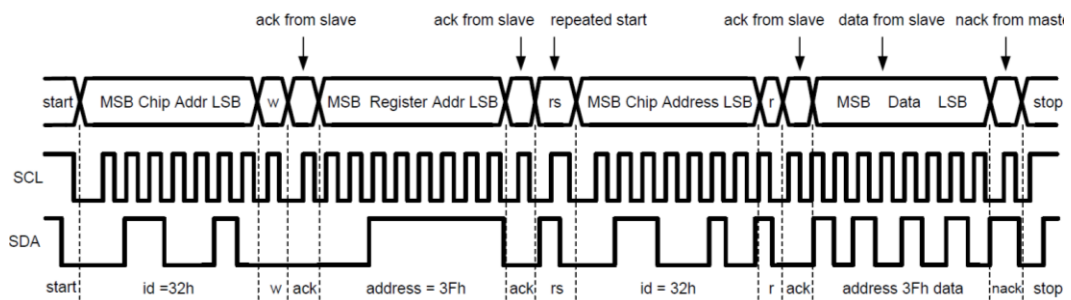 ack from slave ack from slave repeated start ack from slave data from slave nack from maste
start MSB Chip Addr LSB w MSB Register Addr LSB rs MSB Chip Address LSB r MSB Data LSB stop
SCL
SDA
start id =32h w ack address = 3Fh ack rs id = 32h r ack address 3Fh data nack stop